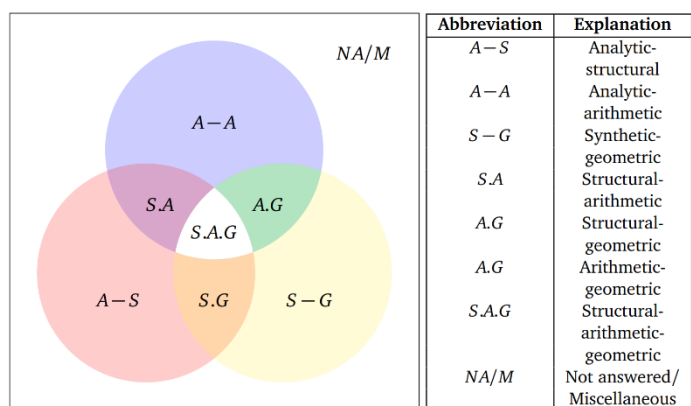 NA/M
A−A
S.A
A.G
S.A.G
A−S
S.G
S−G
Abbreviation Explanation
A−S Analytic-
structural
A−A Analytic-
arithmetic
S−G Synthetic-
geometric
S.A Structural-
arithmetic
A.G Structural-
geometric
A.G Arithmetic-
geometric
S.A.G Structural-
arithmetic-
geometric
NA/M Not answered/
Miscellaneous